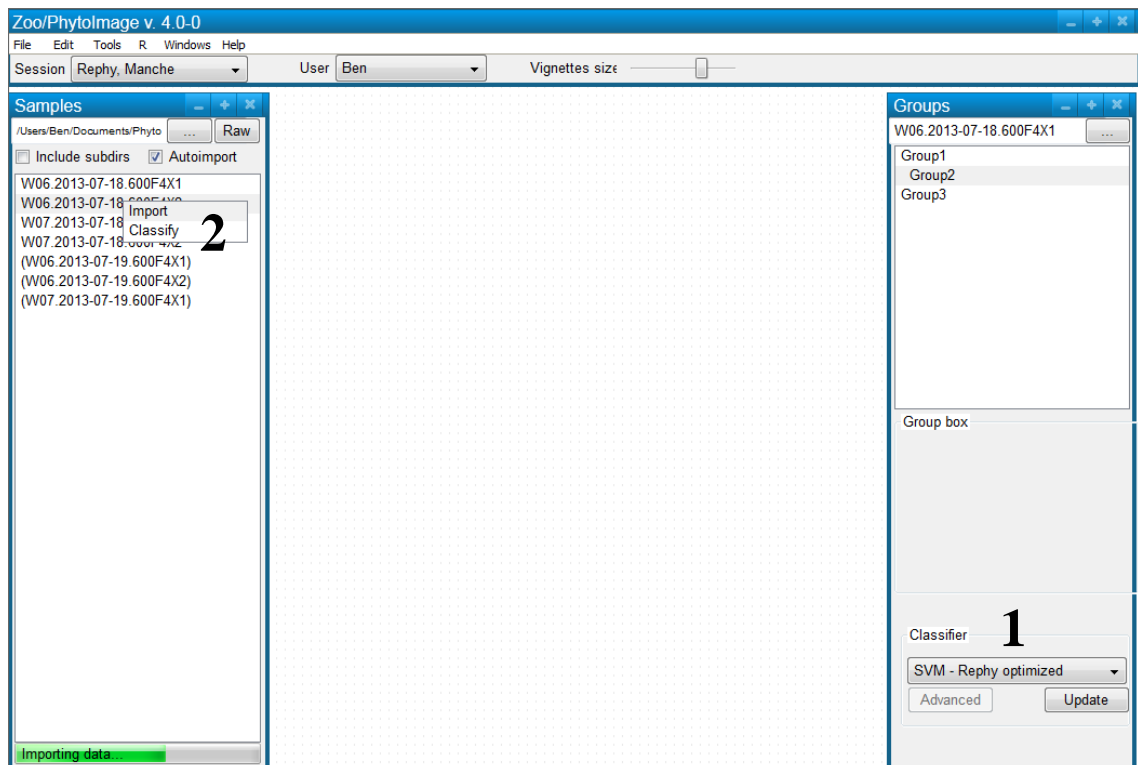 Zoo/PhytoImage v. 4.0-0
File Edit Tools R Windows Help
Session Rephy, Manche User Ben Vignettes size
Samples
/Users/Ben/Documents/Phyto ... Raw
Include subdirs Autoimport
W06.2013-07-18.600F4X1
W06.2013-07-18.600F4X2
W07.2013-07-18
W07.2013-07-18.600F4X2
(W06.2013-07-19.600F4X1)
(W06.2013-07-19.600F4X2)
(W07.2013-07-19.600F4X1)
Import
Classify
2
Importing data...
Groups
W06.2013-07-18.600F4X1 ...
Group1
Group2
Group3
Group box
1
Classifier
SVM - Rephy optimized
Advanced Update